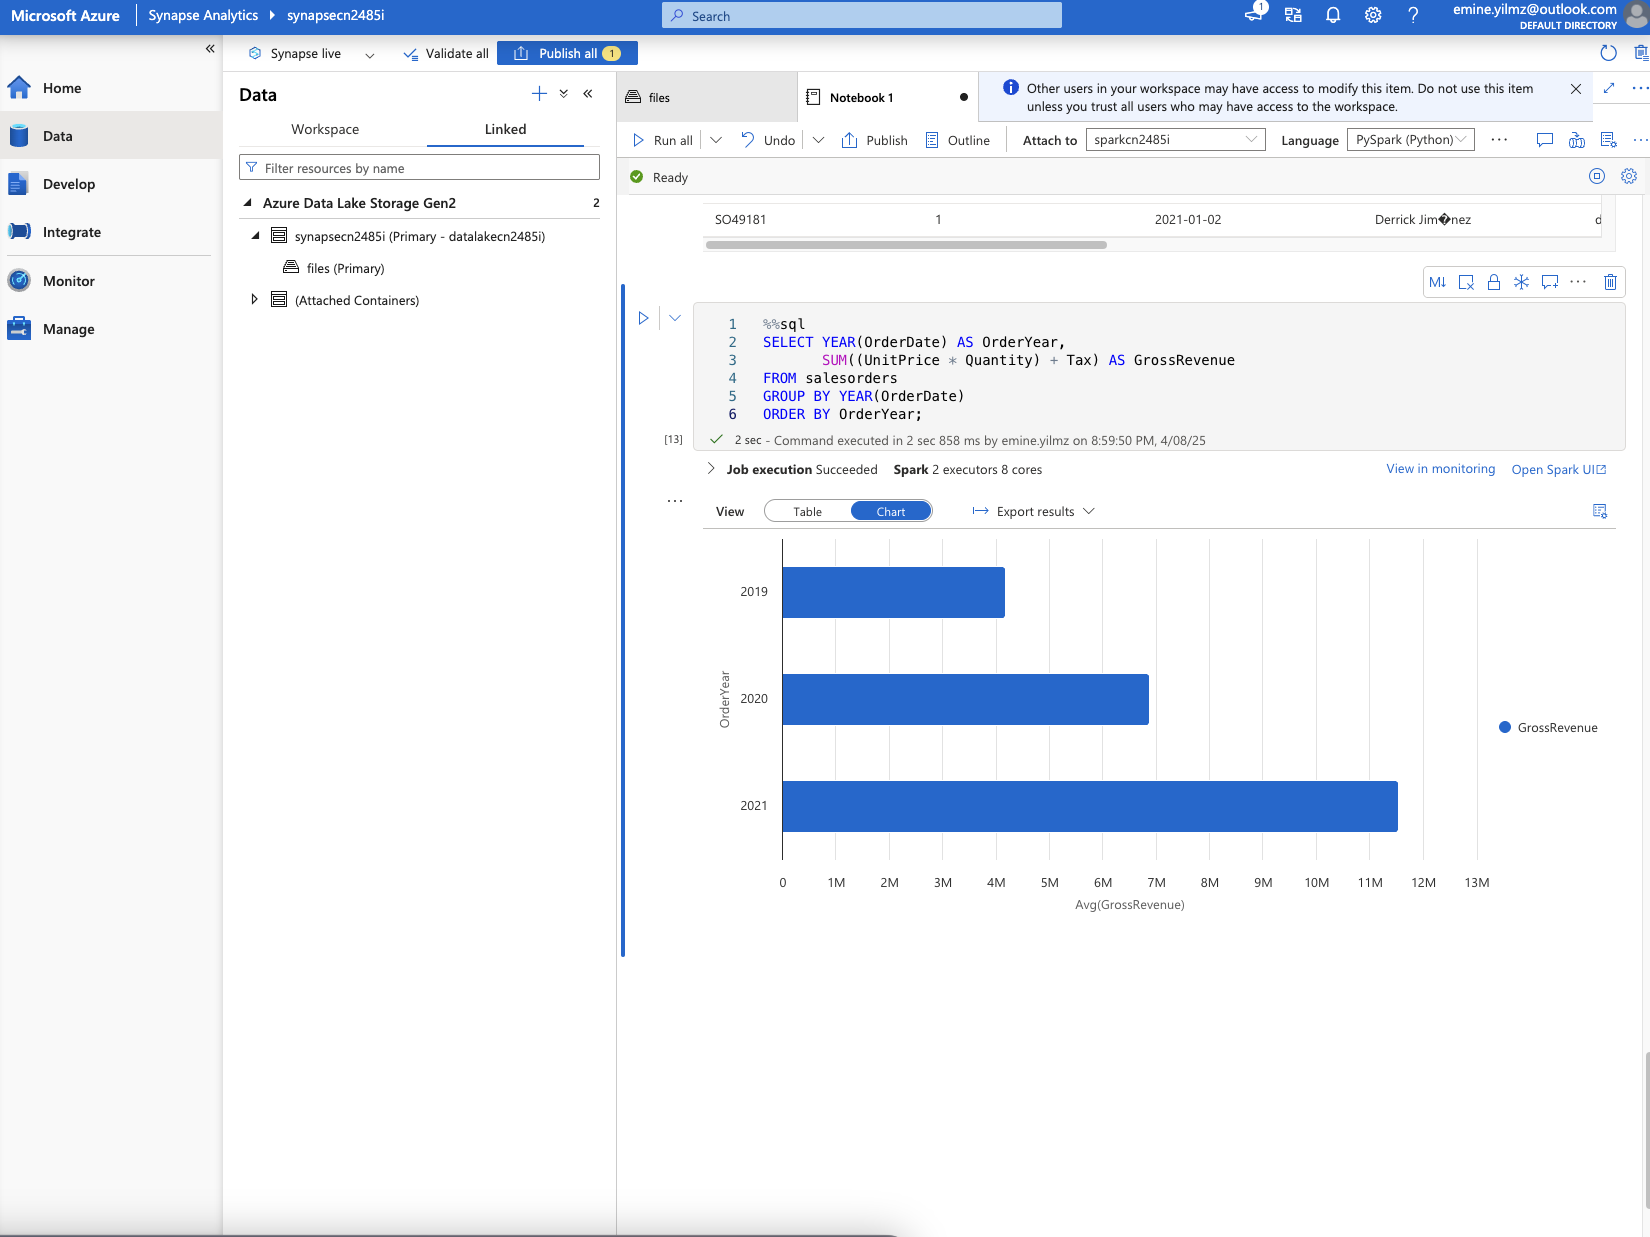 Microsoft Azure
Synapse Analytics
synapsecn2485i
Search
1
emine.yilmz@outlook.com
DEFAULT DIRECTORY
Synapse live
Validate all
Publish all 1
Home
Data
Develop
Integrate
Monitor
Manage
Data
Workspace
Linked
Filter resources by name
Azure Data Lake Storage Gen2
2
synapsecn2485i (Primary - datalakecn2485i)
files (Primary)
(Attached Containers)
files
Notebook 1
Other users in your workspace may have access to modify this item. Do not use this item
unless you trust all users who may have access to the workspace.
Run all
Undo
Publish
Outline
Attach to
sparkcn2485i
Language
PySpark (Python)
Ready
SO49181
1
2021-01-02
Derrick Jim�nez
d
M↓
1 %%sql
2 SELECT YEAR(OrderDate) AS OrderYear,
3 SUM((UnitPrice * Quantity) + Tax) AS GrossRevenue
4 FROM salesorders
5 GROUP BY YEAR(OrderDate)
6 ORDER BY OrderYear;
[13]
2 sec - Command executed in 2 sec 858 ms by emine.yilmz on 8:59:50 PM, 4/08/25
Job execution Succeeded Spark 2 executors 8 cores
View in monitoring
Open Spark UI
View
Table
Chart
Export results
2019
2020
2021
OrderYear
GrossRevenue
0 1M 2M 3M 4M 5M 6M 7M 8M 9M 10M 11M 12M 13M
Avg(GrossRevenue)